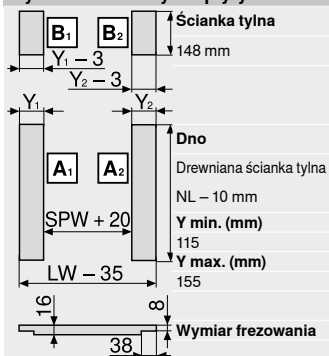 B1 B2 Ścianka tylna
148 mm
Y1 – 3
Y2 – 3
Y1 Y2
Dno
A1 A2 Drewniana ścianka tylna
NL – 10 mm
SPW + 20 Y min. (mm)
115
Y max. (mm)
LW – 35 155
16 8 Wymiar frezowania
38